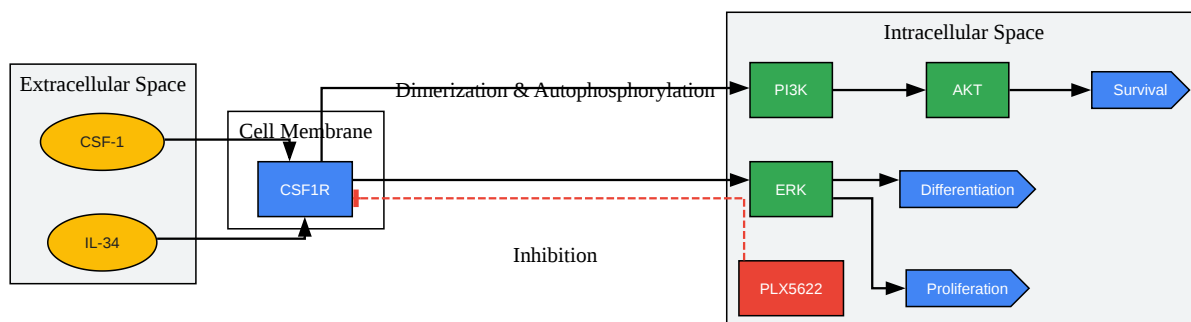 Extracellular Space
CSF-1
IL-34
Cell Membrane
CSF1R
Dimerization & Autophosphorylation
Inhibition
Intracellular Space
PI3K
AKT
Survival
ERK
Differentiation
PLX5622
Proliferation